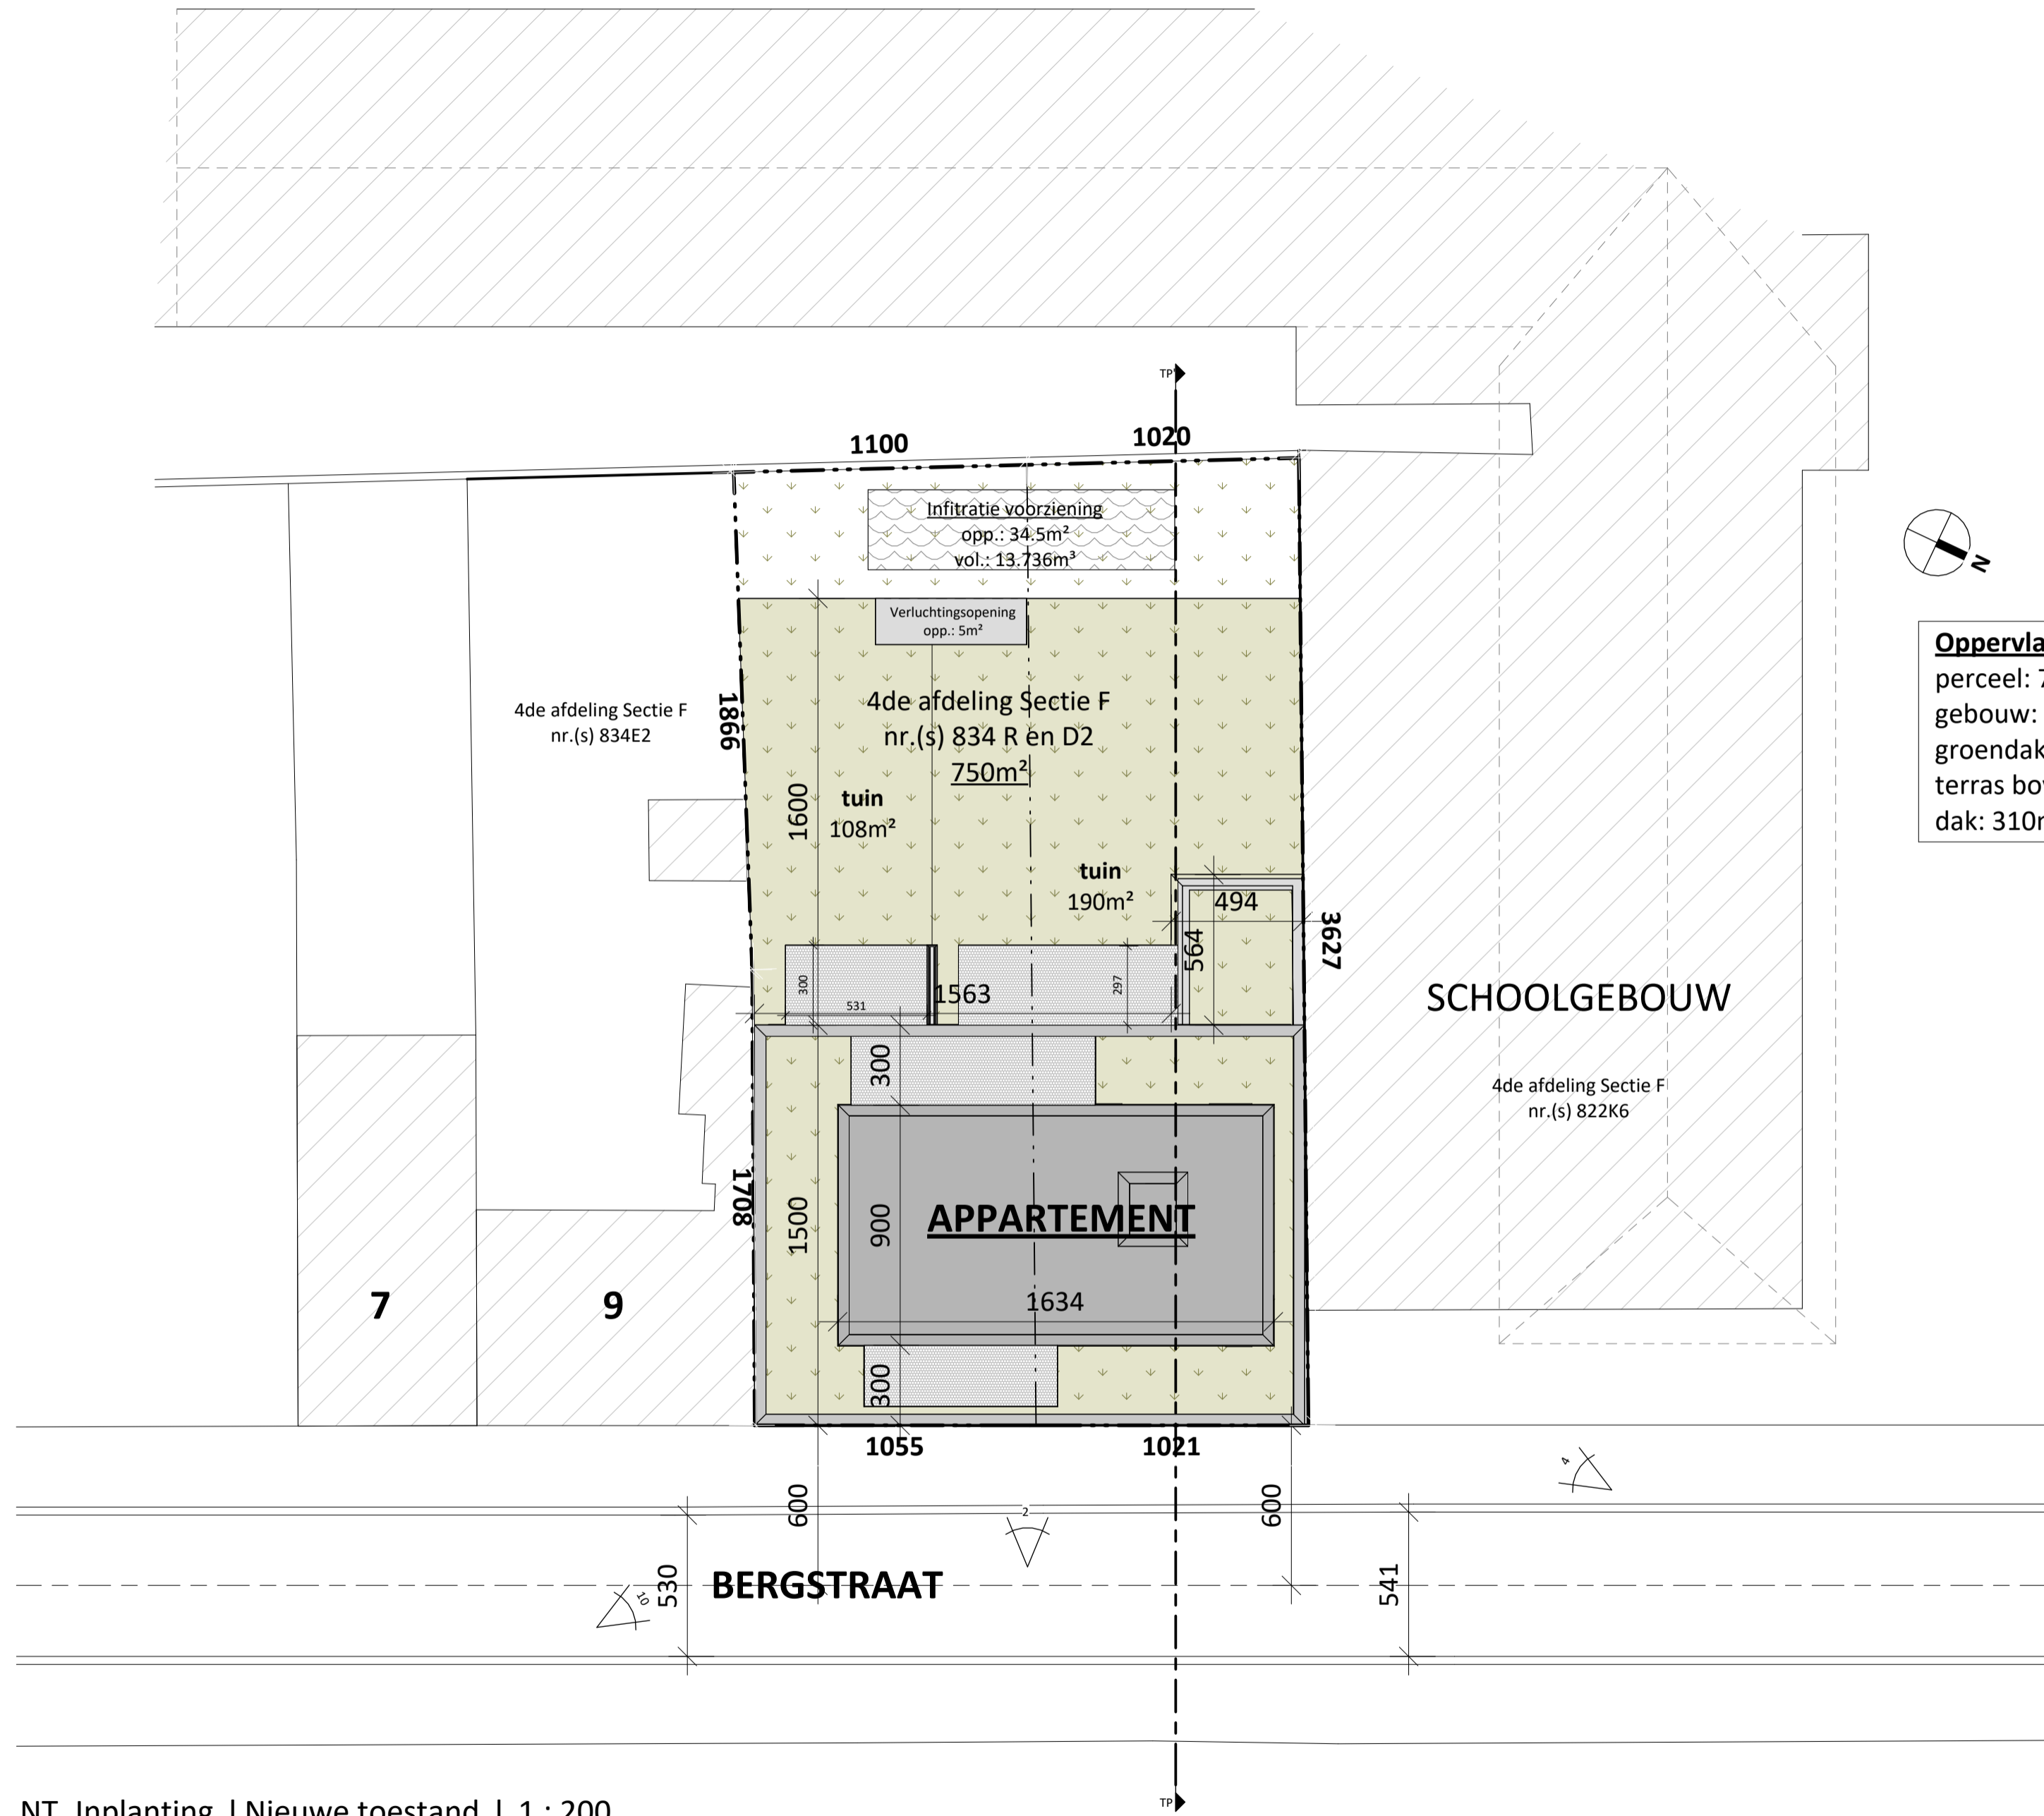 TP
1100
1020
Infitratie voorziening
opp.: 34.5m²
vol.: 13.736m³
N
Verluchtingsopening
opp.: 5m²
perceel: 7
gebouw:
groendak
terras
dak: 310
4de afdeling Sectie F
nr.(s) 834E2
1866
4de afdeling Sectie F
nr.(s) 834 R en D2
750m²
1600
tuin
108m²
tuin
190m²
494
564
3627
300
531
1563
297
SCHOOLGEBOUW
4de afdeling Sectie F
nr.(s) 822K6
300
1708
1500
900
APPARTEMENT
1634
7
9
300
1055
1021
600
600
4
2
530
BERGSTRAAT
10
541
TP
NT_Inplanting | Nieuwe toestand | 1 : 200